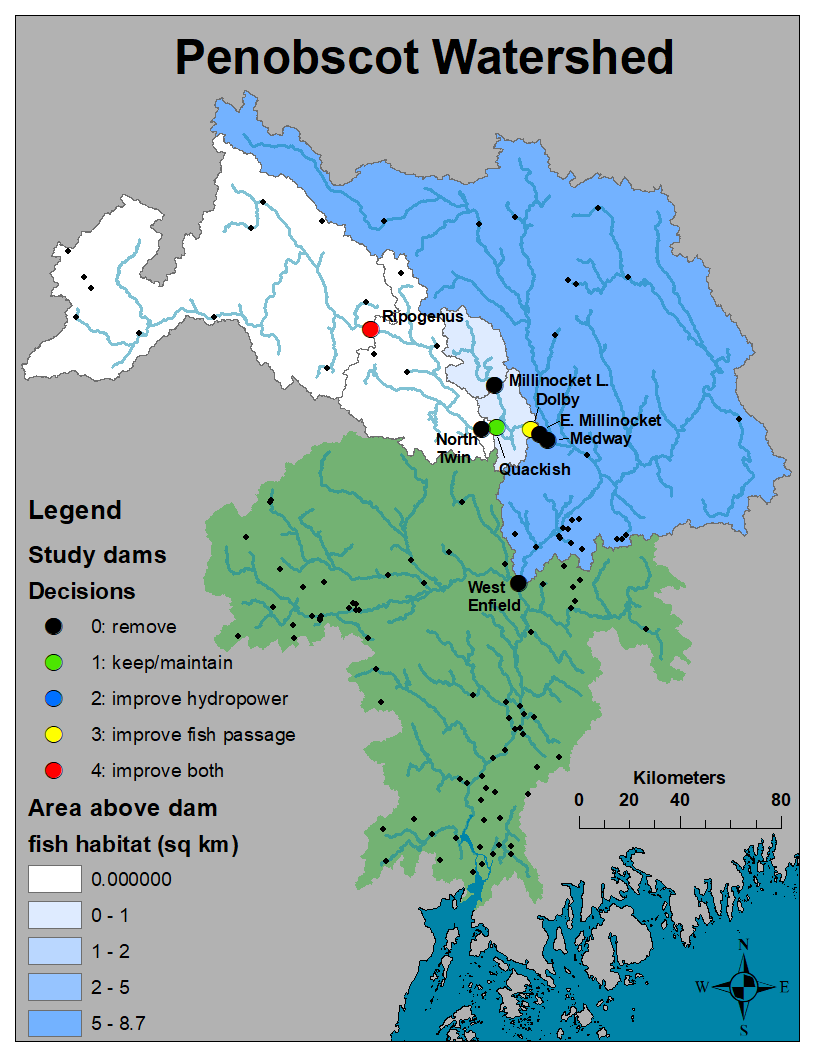 Penobscot Watershed
Ripogenus
Millinocket L.
Dolby
E. Millinocket
Medway
North
Twin
Quackish
West
Enfield
Legend
Study dams
Decisions
0: remove
1: keep/maintain
2: improve hydropower
3: improve fish passage
4: improve both
Area above dam
fish habitat (sq km)
0.000000
0 - 1
1 - 2
2 - 5
5 - 8.7
Kilometers
0 20 40 80
N
W E
S